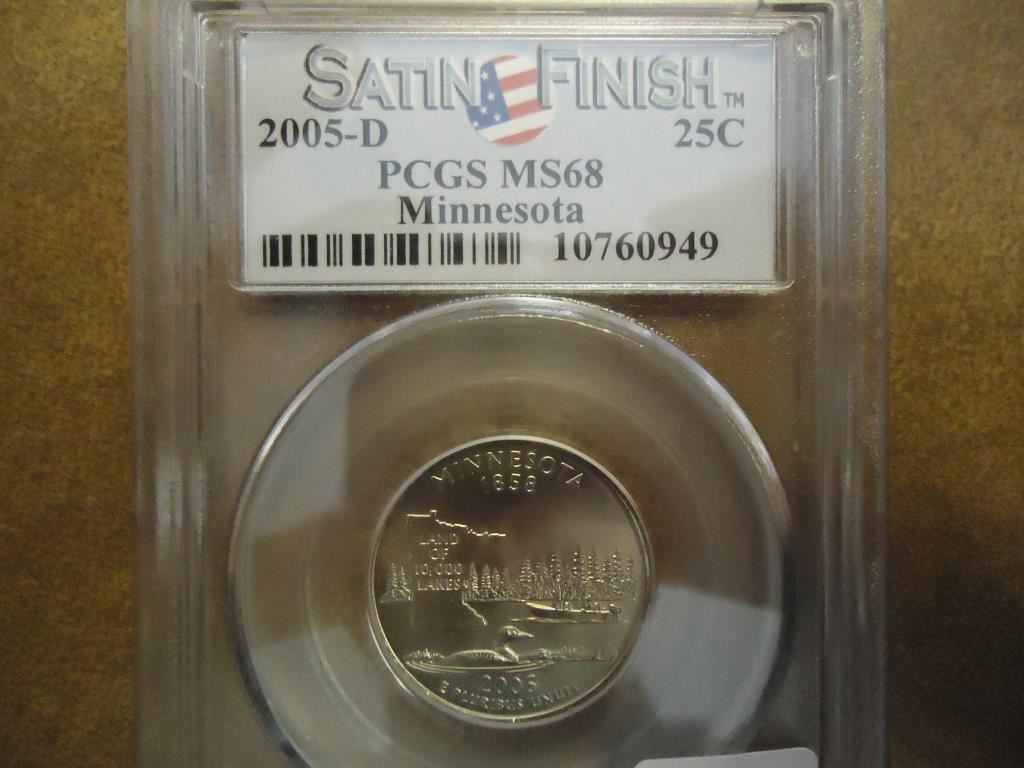 SATIN FINISH™
2005-D 25C
PCGS MS68
Minnesota
10760949
MINNESOTA
1858
LAND
OF
10,000
LAKES
2005
E PLURIBUS UNUM